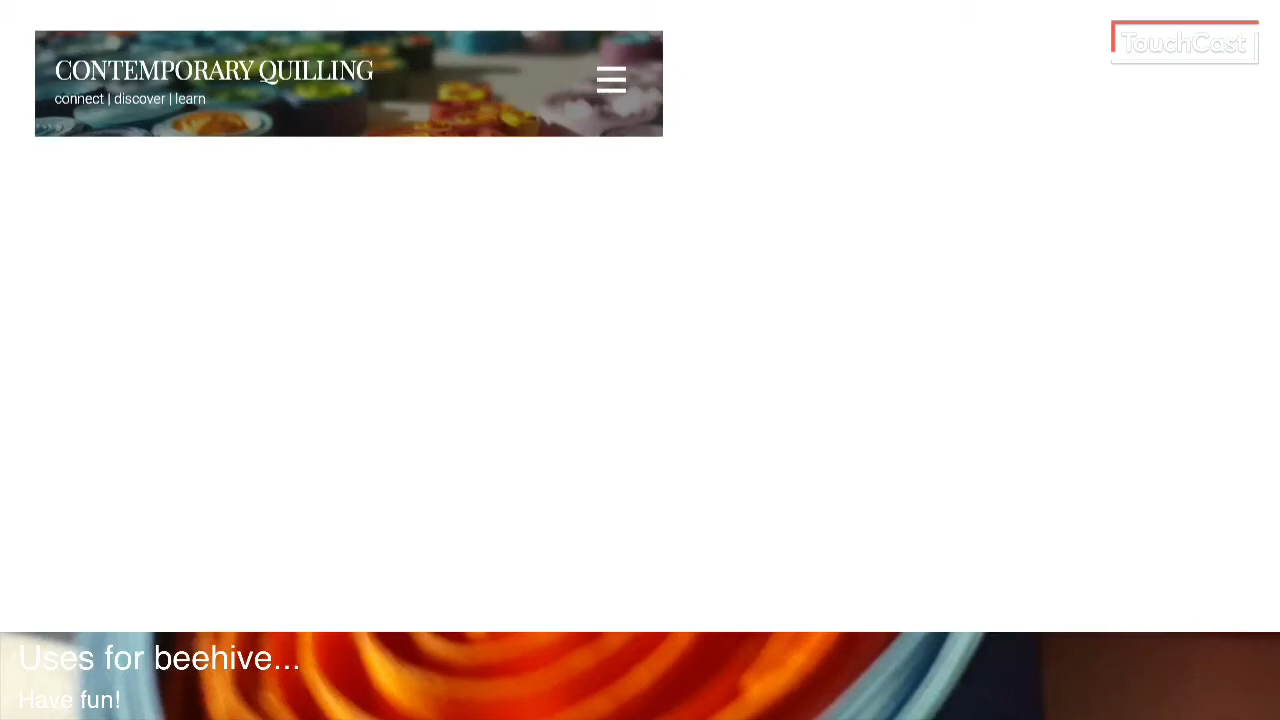 CONTEMPORARY QUILLING
connect | discover | learn
TouchCast
Uses for beehive...
Have fun!